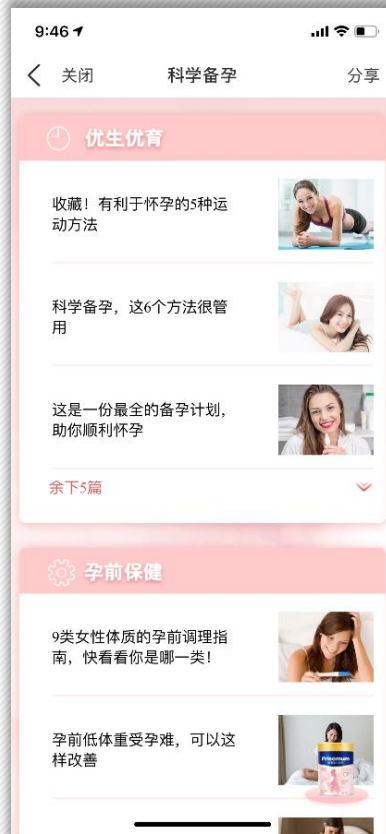 9:46
关闭
科学备孕
分享
优生优育
收藏！有利于怀孕的5种运
动方法
科学备孕，这6个方法很管
用
这是一份最全的备孕计划，
助你顺利怀孕
余下5篇
孕前保健
9类女性体质的孕前调理指
南，快看看你是哪一类！
孕前低体重受孕难，可以这
样改善
Frisomum